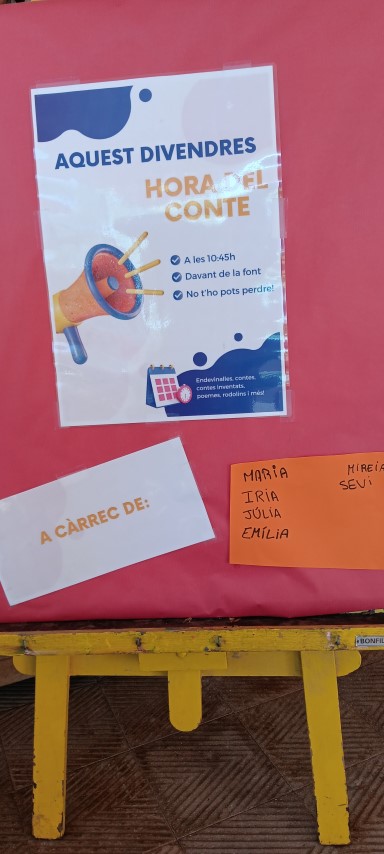 AQUEST DIVENDRES
HORA DEL
CONTE
A les 10:45h
Davant de la font
No t'ho pots perdre!
Endevinalles, contes,
contes inventats,
poemes, rodolins i més!
A CÀRREC DE:
MARIA
IRIA
JÚLIA
EMÍLIA
MIREIA
SEVI